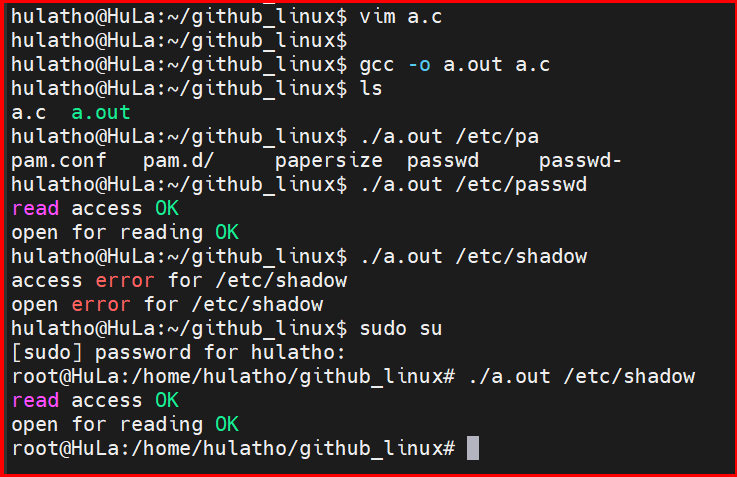 hulatho@HuLa:~/github_linux$ vim a.c
hulatho@HuLa:~/github_linux$
hulatho@HuLa:~/github_linux$ gcc -o a.out a.c
hulatho@HuLa:~/github_linux$ ls
a.c  a.out
hulatho@HuLa:~/github_linux$ ./a.out /etc/pa
pam.conf   pam.d/     papersize  passwd     passwd-
hulatho@HuLa:~/github_linux$ ./a.out /etc/passwd
read access OK
open for reading OK
hulatho@HuLa:~/github_linux$ ./a.out /etc/shadow
access error for /etc/shadow
open error for /etc/shadow
hulatho@HuLa:~/github_linux$ sudo su
[sudo] password for hulatho:
root@HuLa:/home/hulatho/github_linux# ./a.out /etc/shadow
read access OK
open for reading OK
root@HuLa:/home/hulatho/github_linux#